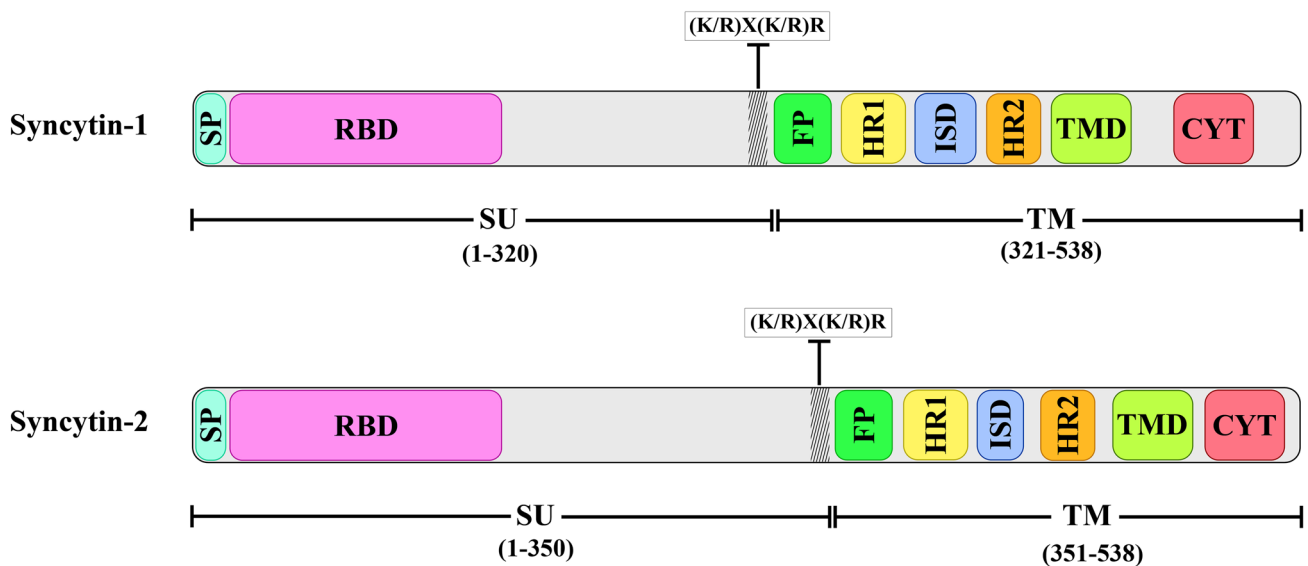 (K/R)X(K/R)R
Syncytin-1
SP
RBD
FP
HR1
ISD
HR2
TMD
CYT
SU
(1-320)
TM
(321-538)
(K/R)X(K/R)R
Syncytin-2
SP
RBD
FP
HR1
ISD
HR2
TMD
CYT
SU
(1-350)
TM
(351-538)